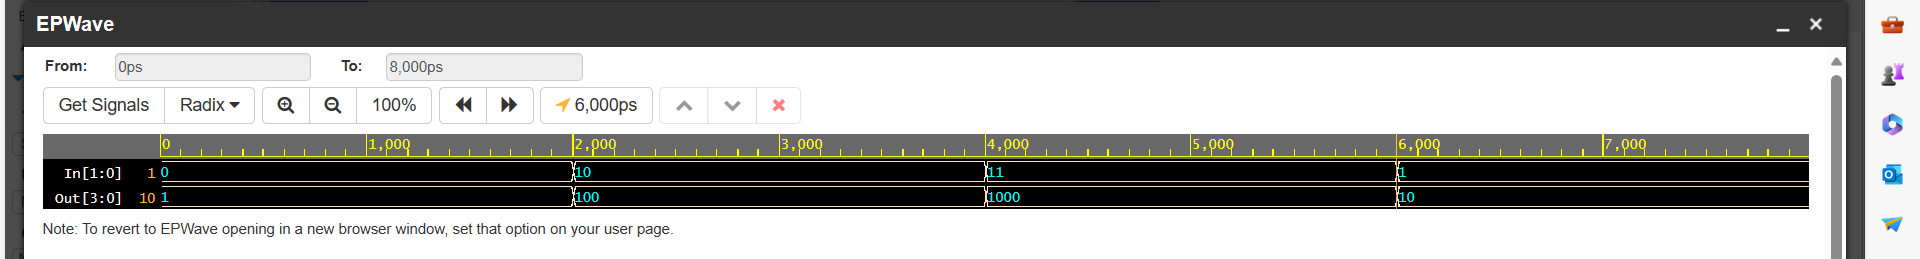 EPWave
From: 0ps To: 8,000ps
Get Signals Radix 100% 6,000ps
0 1,000 2,000 3,000 4,000 5,000 6,000 7,000
In[1:0] 1 0 10 11 1
Out[3:0] 10 1 100 1000 10
Note: To revert to EPWave opening in a new browser window, set that option on your user page.